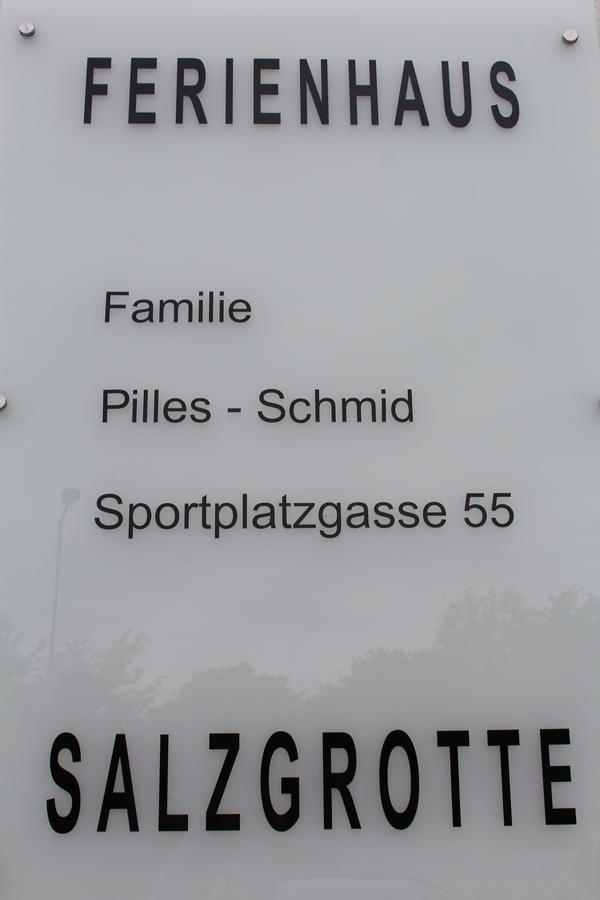 FERIENHAUS
Familie
Pilles - Schmid
Sportplatzgasse 55
SALZGROTTE